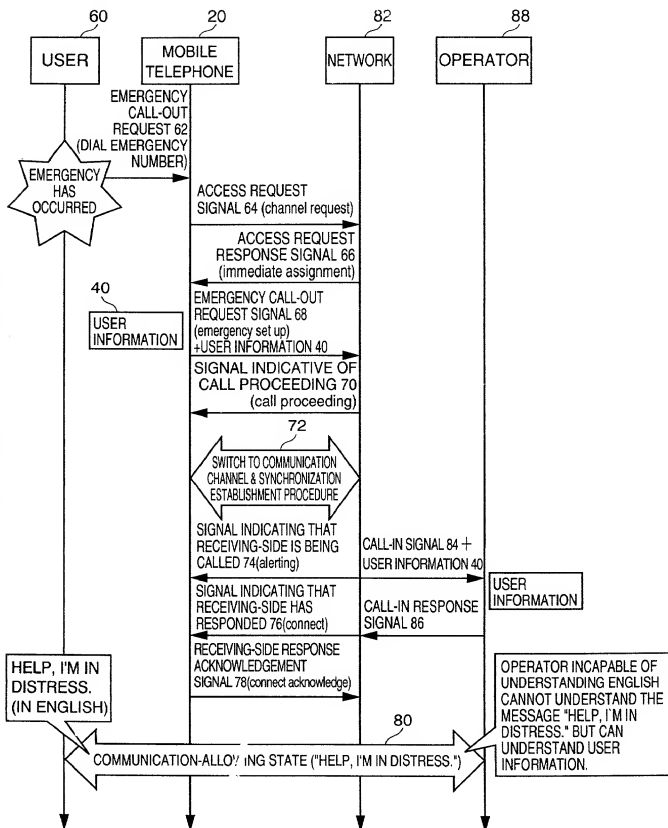 60
20
82
88
USER
MOBILE
TELEPHONE
NETWORK
OPERATOR
EMERGENCY
CALL-OUT
REQUEST 62
(DIAL EMERGENCY
NUMBER)
EMERGENCY
HAS
OCCURRED
ACCESS REQUEST
SIGNAL 64 (channel request)
ACCESS REQUEST
RESPONSE SIGNAL 66
(immediate assignment)
40
USER
INFORMATION
EMERGENCY CALL-OUT
REQUEST SIGNAL 68
(emergency set up)
+USER INFORMATION 40
SIGNAL INDICATIVE OF
CALL PROCEEDING 70
(call proceeding)
72
SWITCH TO COMMUNICATION
CHANNEL & SYNCHRONIZATION
ESTABLISHMENT PROCEDURE
SIGNAL INDICATING THAT
RECEIVING-SIDE IS BEING
CALLED 74(alerting)
CALL-IN SIGNAL 84 +
USER INFORMATION 40
USER
INFORMATION
SIGNAL INDICATING THAT
RECEIVING-SIDE HAS
RESPONDED 76(connect)
CALL-IN RESPONSE
SIGNAL 86
RECEIVING-SIDE RESPONSE
ACKNOWLEDGEMENT
SIGNAL 78(connect acknowledge)
HELP, I'M IN
DISTRESS.
(IN ENGLISH)
OPERATOR INCAPABLE OF
UNDERSTANDING ENGLISH
CANNOT UNDERSTAND THE
MESSAGE "HELP, I'M IN
DISTRESS." BUT CAN
UNDERSTAND USER
INFORMATION.
80
COMMUNICATION-ALLOWING STATE ("HELP, I'M IN DISTRESS.")